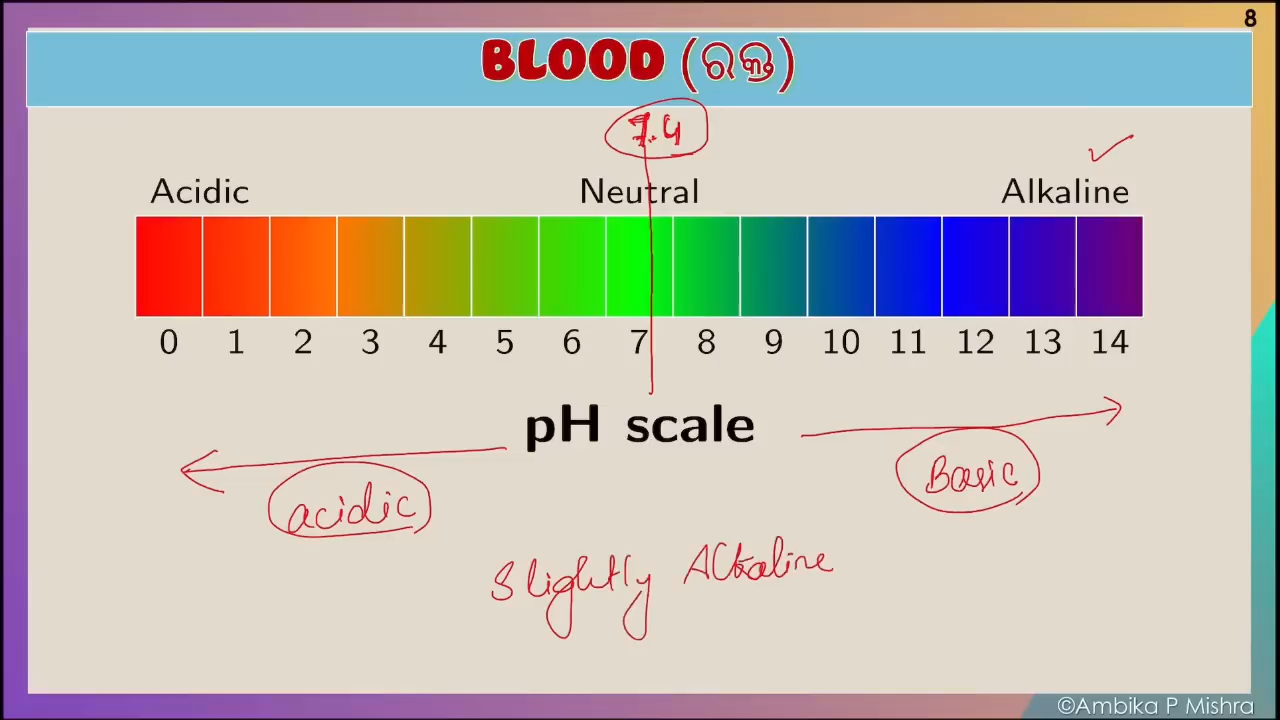 8
BLOOD (ରକ୍ତ)
7.4
Acidic Neutral Alkaline
0 1 2 3 4 5 6 7 8 9 10 11 12 13 14
pH scale
acidic Basic
Slightly Alkaline
©Ambika P Mishra